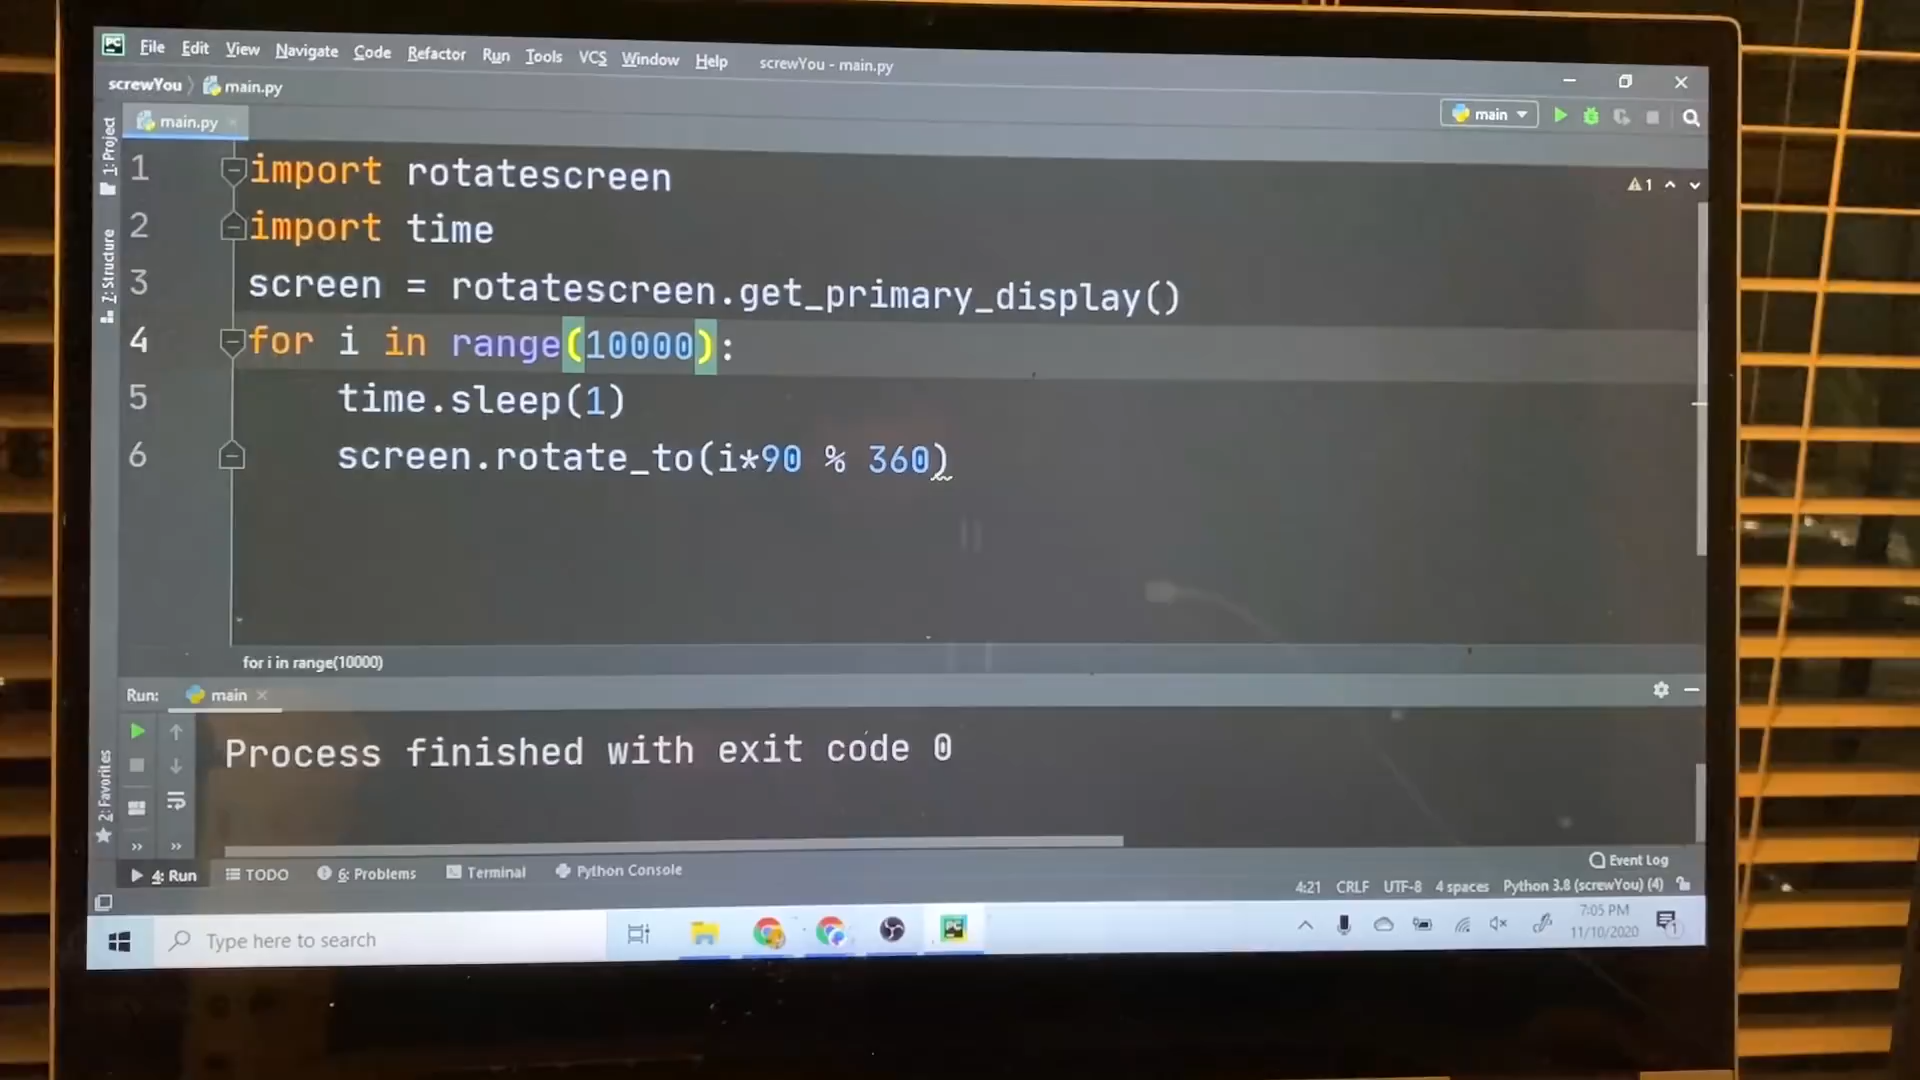 File Edit View Navigate Code Refactor Run Tools VCS Window Help screwYou - main.py
screwYou main.py
main.py
main
1: Project
7: Structure
2: Favorites
1
1 import rotatescreen
2 import time
3 screen = rotatescreen.get_primary_display()
4 for i in range(10000):
5 time.sleep(1)
6 screen.rotate_to(i*90 % 360)
for i in range(10000)
Run: main
Process finished with exit code 0
4: Run TODO 6: Problems Terminal Python Console Event Log
4:21 CRLF UTF-8 4 spaces Python 3.8 (screwYou) (4)
Type here to search
7:05 PM
11/10/2020
1